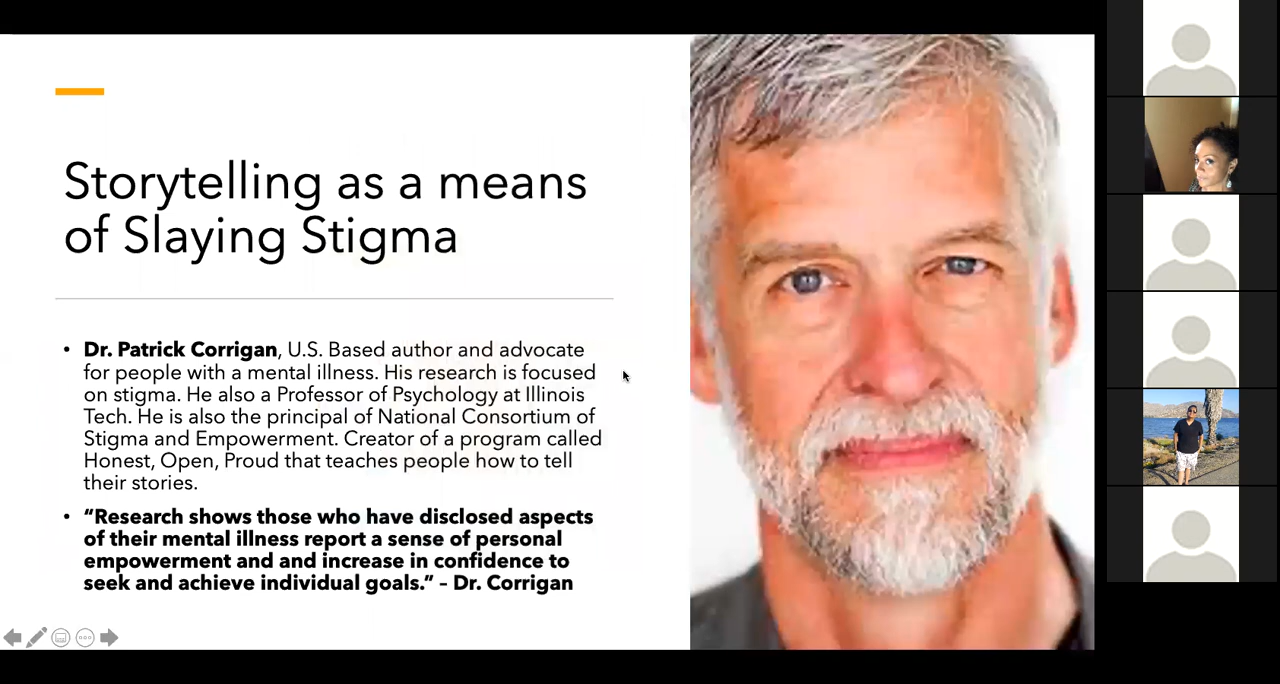 Storytelling as a means
of Slaying Stigma
• Dr. Patrick Corrigan, U.S. Based author and advocate
for people with a mental illness. His research is focused
on stigma. He also a Professor of Psychology at Illinois
Tech. He is also the principal of National Consortium of
Stigma and Empowerment. Creator of a program called
Honest, Open, Proud that teaches people how to tell
their stories.
• “Research shows those who have disclosed aspects
of their mental illness report a sense of personal
empowerment and and increase in confidence to
seek and achieve individual goals.” – Dr. Corrigan